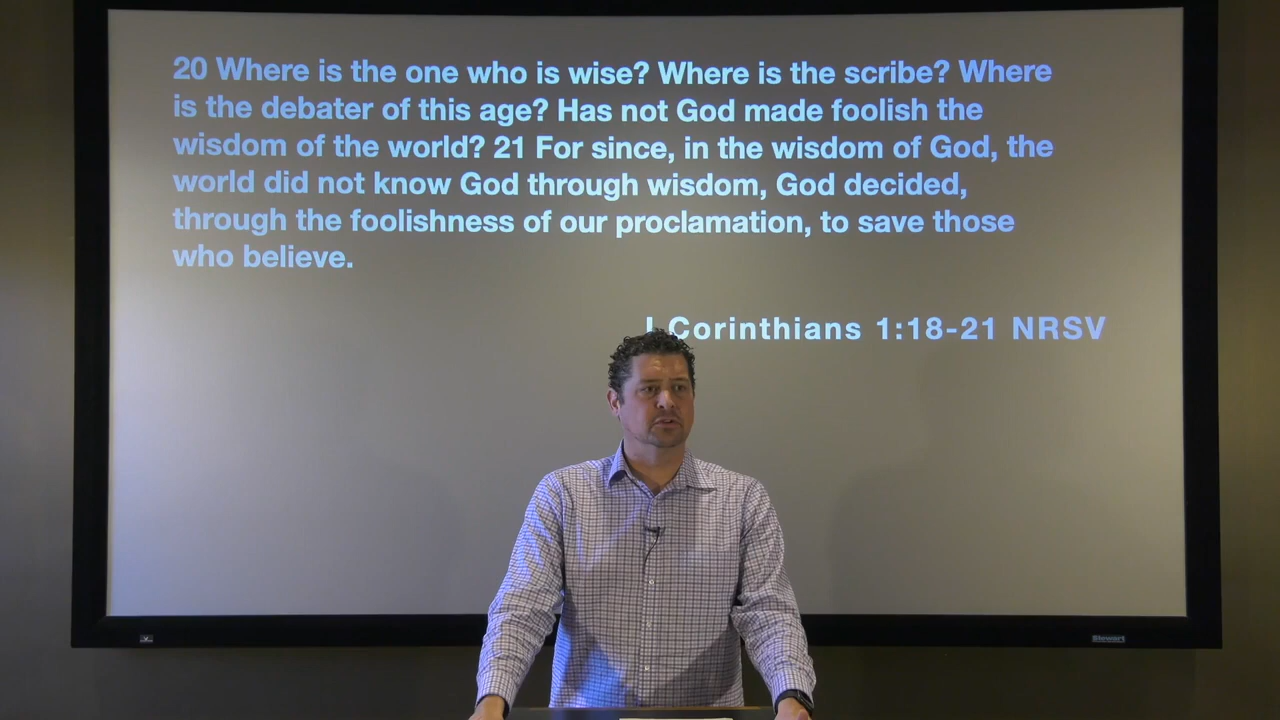 20 Where is the one who is wise? Where is the scribe? Where
is the debater of this age? Has not God made foolish the
wisdom of the world? 21 For since, in the wisdom of God, the
world did not know God through wisdom, God decided,
through the foolishness of our proclamation, to save those
who believe.
I Corinthians 1:18-21 NRSV
Stewart